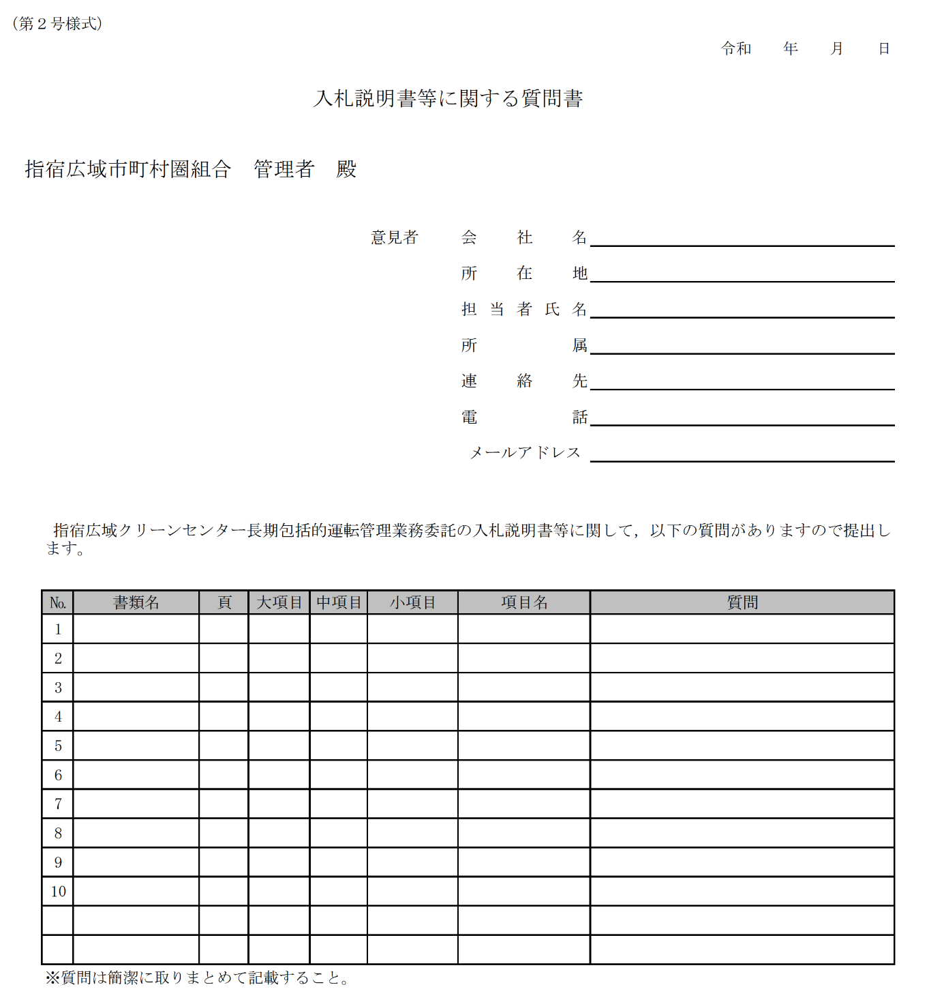 （第２号様式）
令和　　年　　月　　日
入札説明書等に関する質問書
指宿広域市町村圏組合　管理者　殿
意見者　会社名
所在地
担当者氏名
所属
連絡先
電話
メールアドレス
指宿広域クリーンセンター長期包括的運転管理業務委託の入札説明書等に関して，以下の質問がありますので提出し
ます。
№　書類名　頁　大項目　中項目　小項目　項目名　質問
1
2
3
4
5
6
7
8
9
10
※質問は簡潔に取りまとめて記載すること。